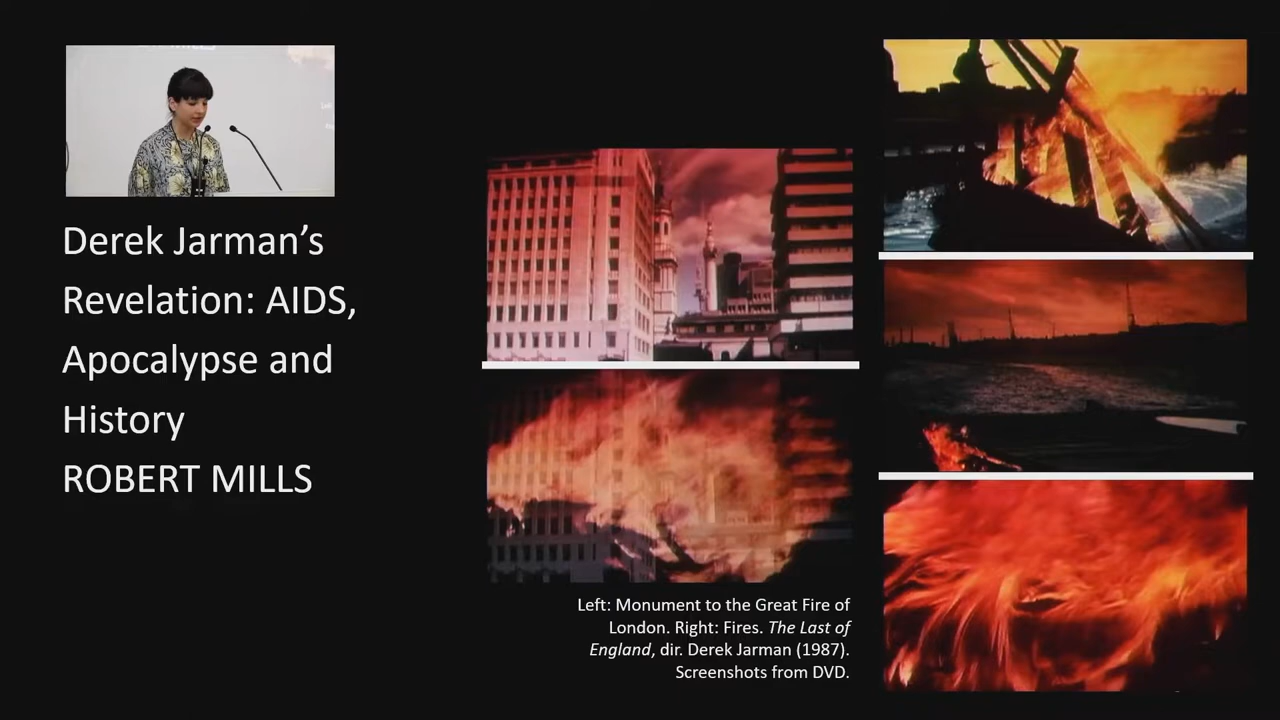 Derek Jarman’s
Revelation: AIDS,
Apocalypse and
History
ROBERT MILLS
Left: Monument to the Great Fire of
London. Right: Fires. The Last of
England, dir. Derek Jarman (1987).
Screenshots from DVD.